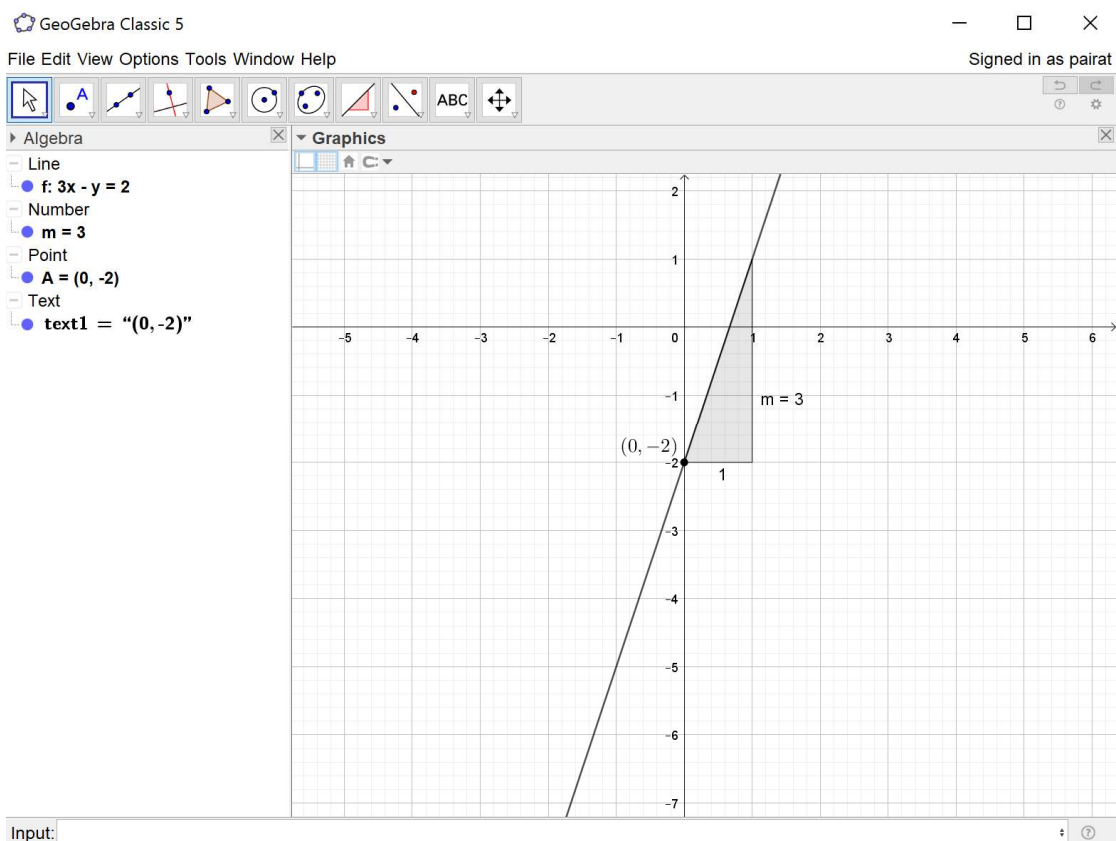 GeoGebra Classic 5
File Edit View Options Tools Window Help
Signed in as pairat
A
ABC
Algebra
Graphics
Line
f: 3x - y = 2
Number
m = 3
Point
A = (0, -2)
Text
text1 = “(0, -2)”
2
1
-5 -4 -3 -2 -1 0 1 2 3 4 5 6
-1
m = 3
(0, −2)
-2
1
-3
-4
-5
-6
-7
Input: